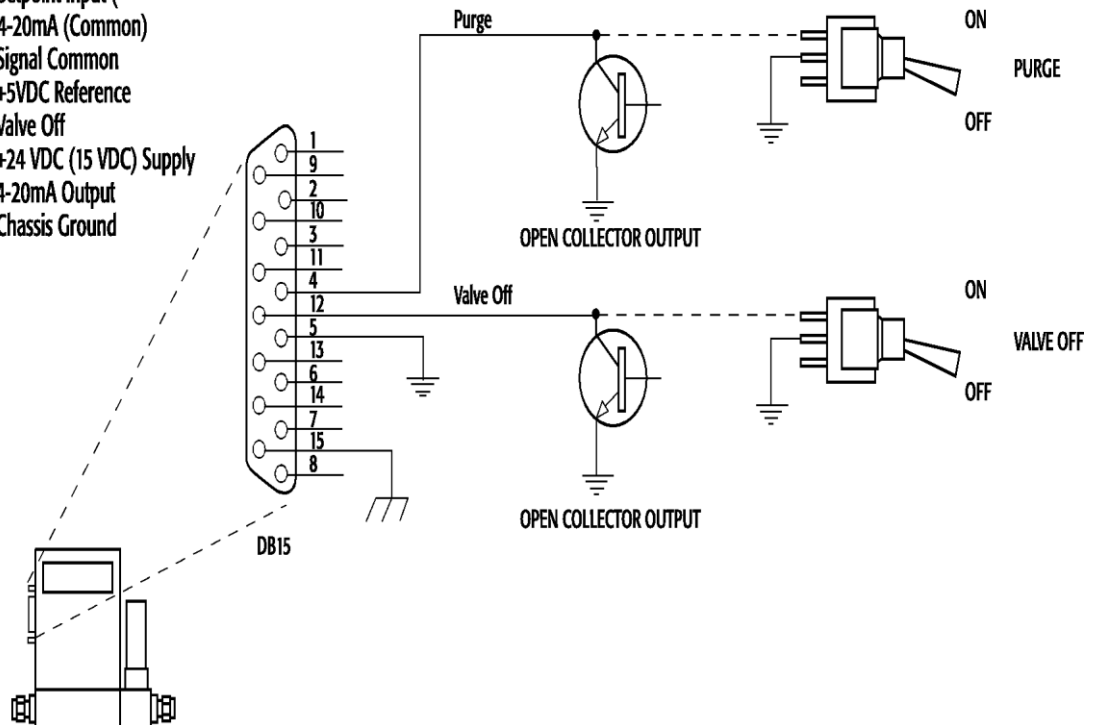 Setpoint Input (
4-20mA (Common)
Signal Common
+5VDC Reference
Valve Off
+24 VDC (15 VDC) Supply
4-20mA Output
Chassis Ground
Purge
ON
PURGE
OFF
OPEN COLLECTOR OUTPUT
1
9
2
10
3
11
4
12
5
13
6
14
7
15
8
Valve Off
ON
VALVE OFF
OFF
OPEN COLLECTOR OUTPUT
DB15